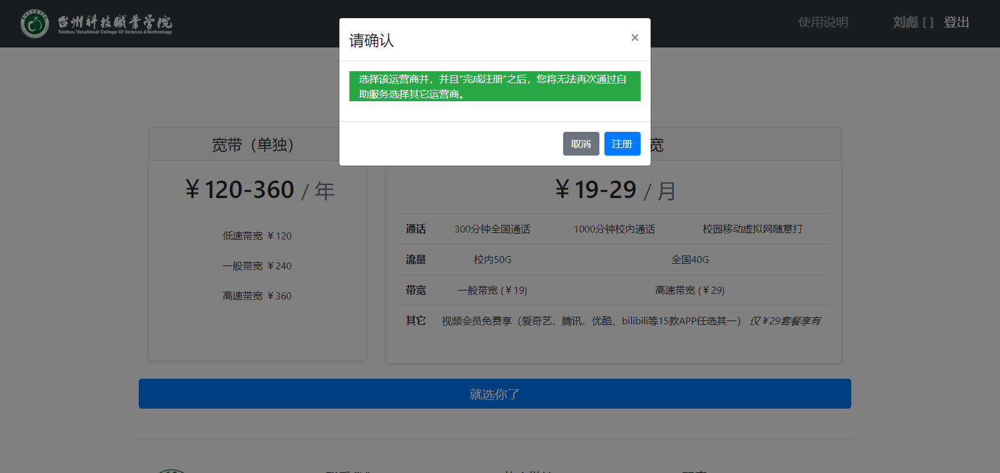 台州科技職業学院
Taizhou Vocational College Of Science &Technology
使用说明
刘彪 [ ] 登出
请确认
×
选择该运营商并，并且“完成注册”之后，您将无法再次通过自
助服务选择其它运营商。
取消 注册
宽带（单独）
宽
￥120-360 / 年
低速带宽 ￥120
一般带宽 ￥240
高速带宽 ￥360
￥19-29 / 月
通话 300分钟全国通话 1000分钟校内通话 校园移动虚拟网随意打
流量 校内50G 全国40G
带宽 一般带宽 (￥19) 高速带宽 (￥29)
其它 视频会员免费享（爱奇艺、腾讯、优酷、bilibili等15款APP任选其一） 仅￥29套餐享有
就选你了